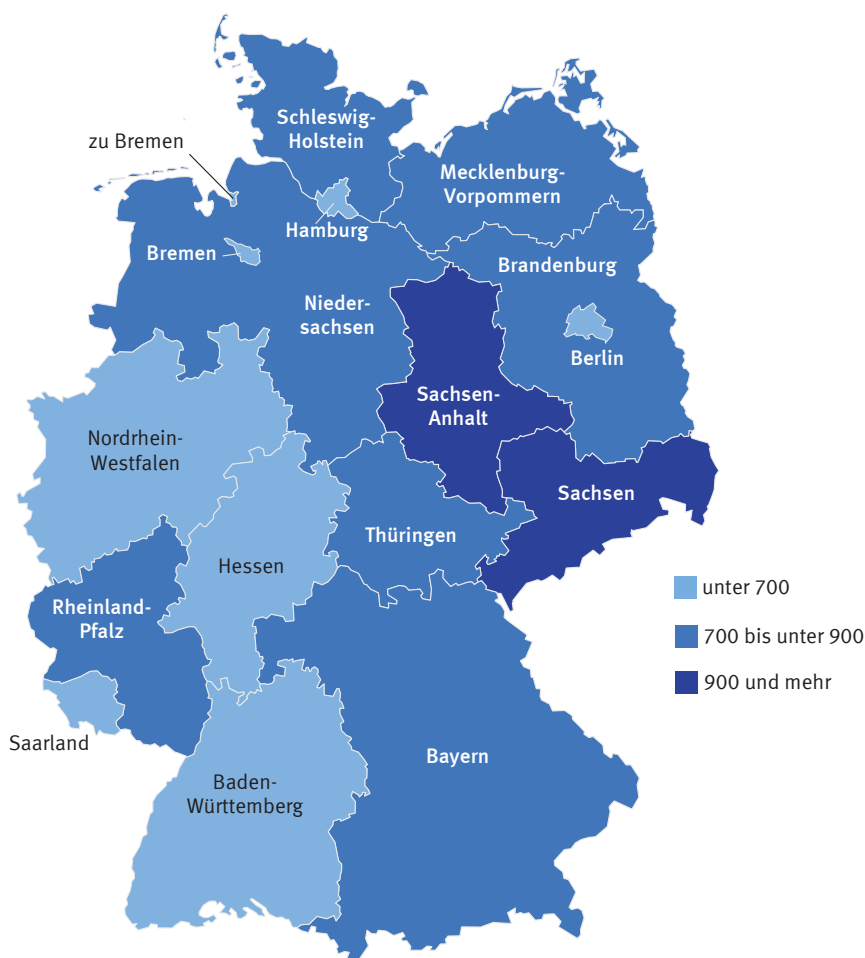 Schleswig-
Holstein
zu Bremen
Mecklenburg-
Vorpommern
Hamburg
Bremen
Brandenburg
Nieder-
sachsen
Berlin
Sachsen-
Anhalt
Nordrhein-
Westfalen
Sachsen
Thüringen
Hessen
unter 700
Rheinland-
Pfalz
700 bis unter 900
900 und mehr
Saarland
Bayern
Baden-
Württemberg